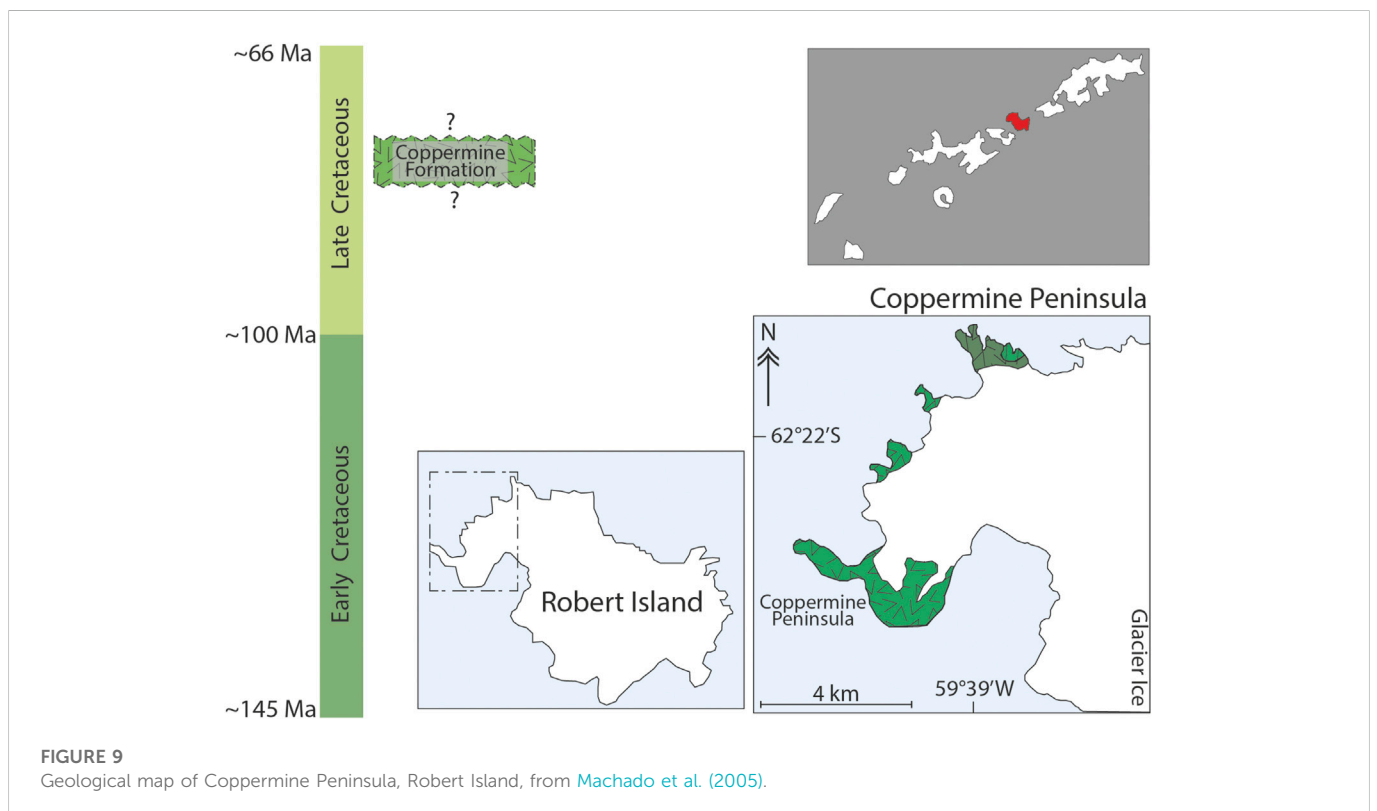 ~66 Ma
Late Cretaceous
?
Coppermine
Formation
?
~100 Ma
Early Cretaceous
~145 Ma
Robert Island
Coppermine Peninsula
N
62°22'S
Coppermine
Peninsula
4 km
59°39'W
Glacier Ice
FIGURE 9
Geological map of Coppermine Peninsula, Robert Island, from Machado et al. (2005).